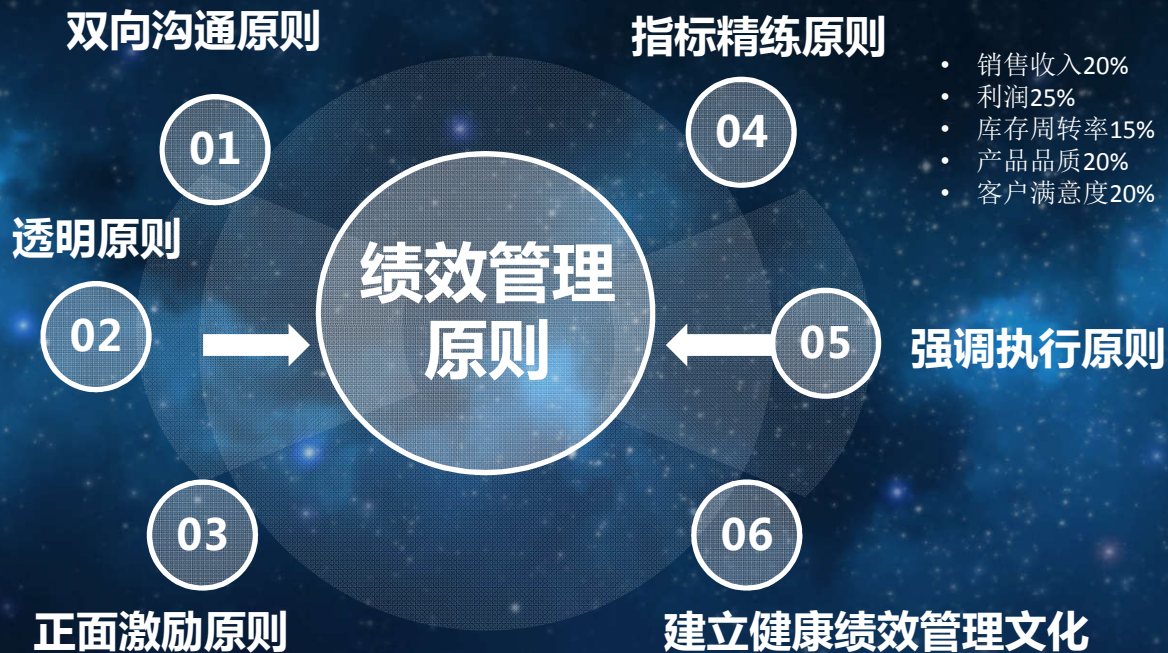 双向沟通原则
01
透明原则
02
03
正面激励原则
绩效管理
原则
指标精练原则
04
• 销售收入20%
• 利润25%
• 库存周转率15%
• 产品品质20%
• 客户满意度20%
05
强调执行原则
06
建立健康绩效管理文化